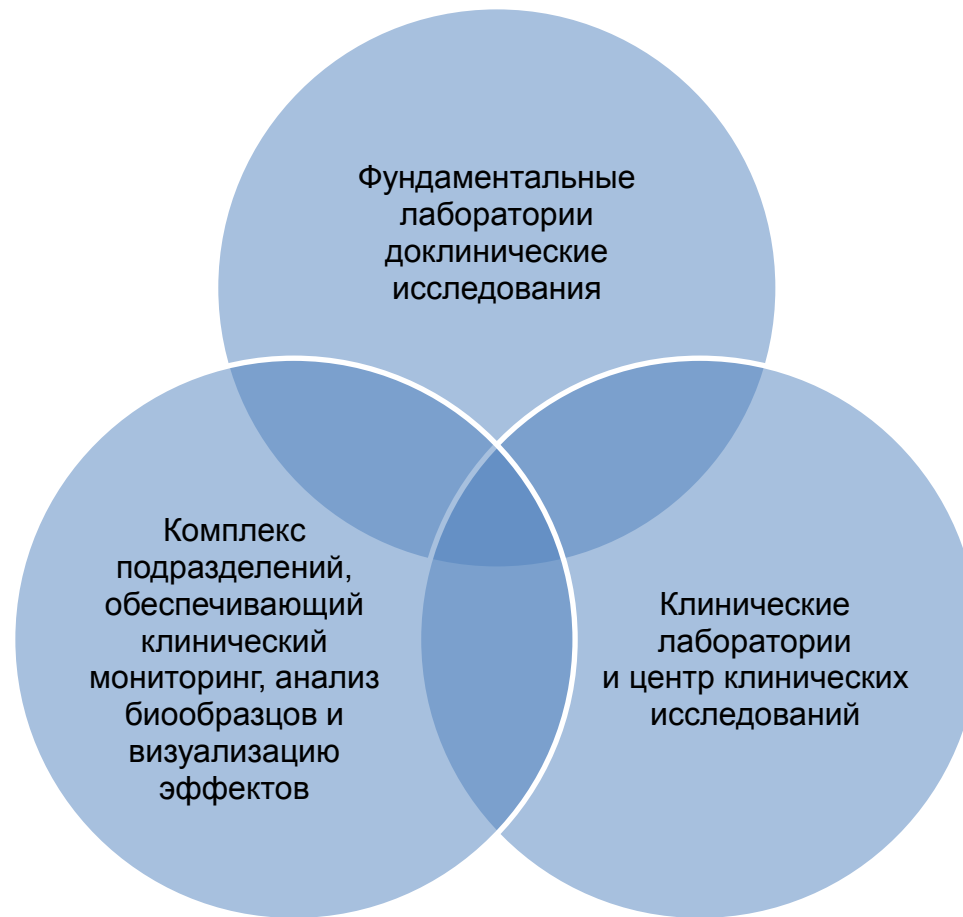 Фундаментальные
лаборатории
доклинические
исследования
Комплекс
подразделений,
обеспечивающий
клинический
мониторинг, анализ
биообразцов и
визуализацию
эффектов
Клинические
лаборатории
и центр клинических
исследований